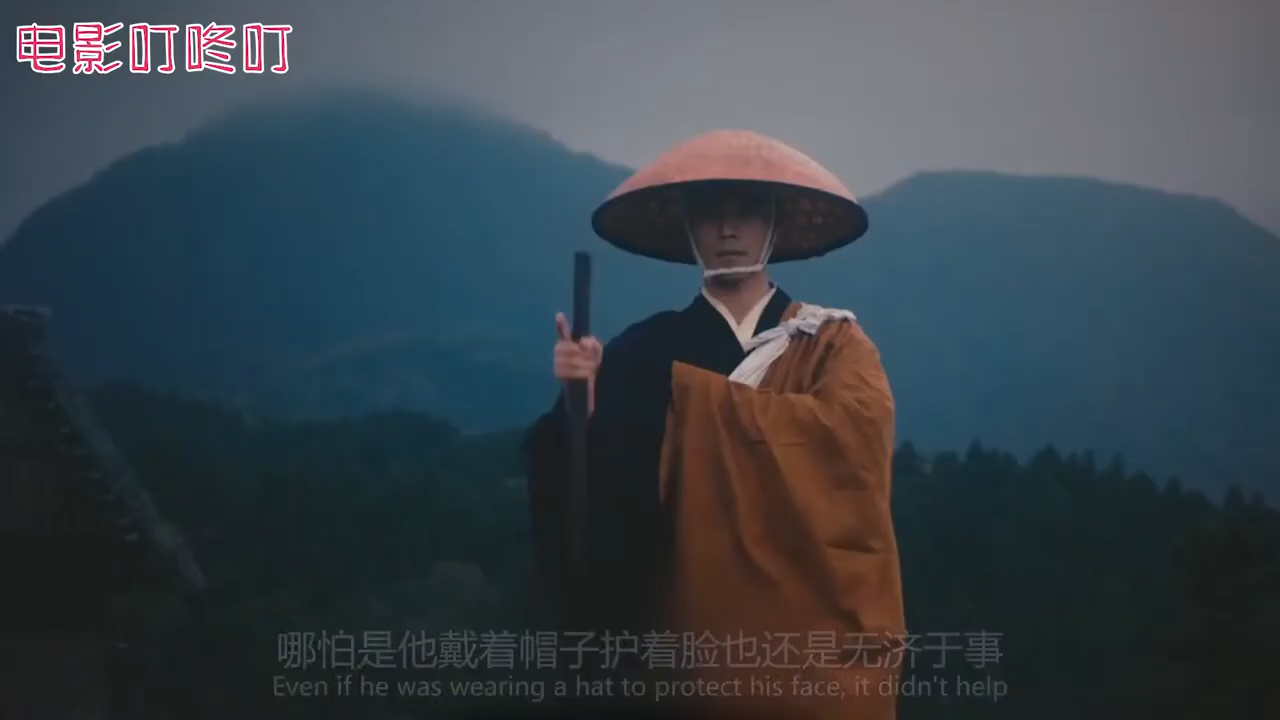 电影叮咚叮
哪怕是他戴着帽子护着脸也还是无济于事
Even if he was wearing a hat to protect his face, it didn't help